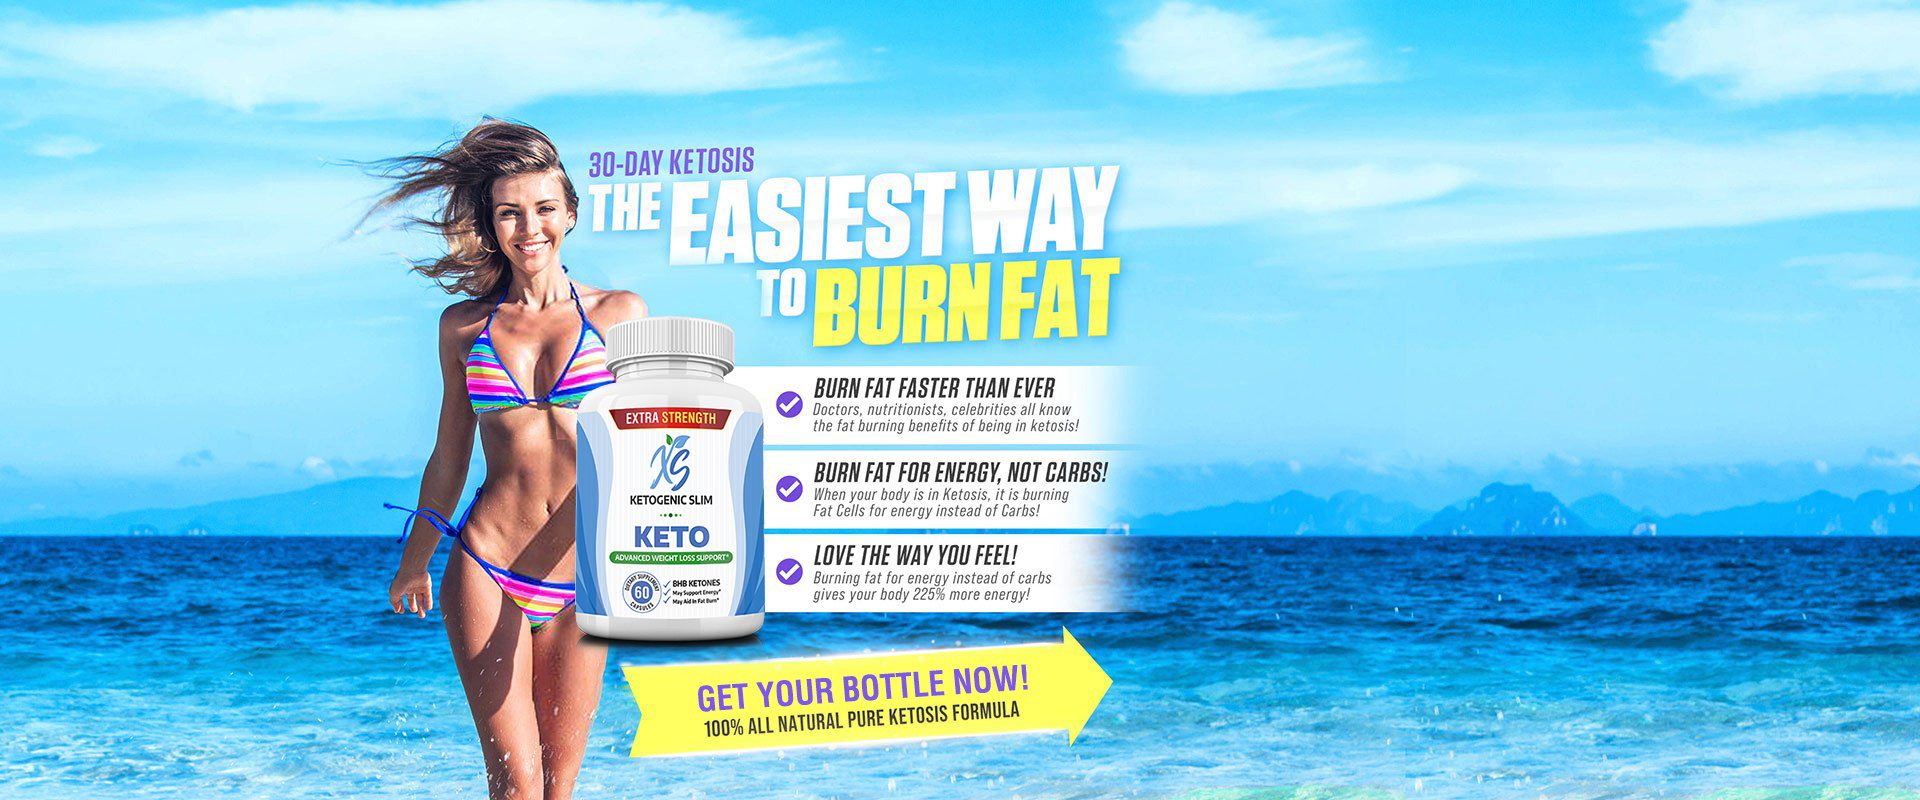 30-DAY KETOSIS
THE EASIEST WAY
TO BURN FAT
BURN FAT FASTER THAN EVER
Doctors, nutritionists, celebrities all know
the fat burning benefits of being in ketosis!
BURN FAT FOR ENERGY, NOT CARBS!
When your body is in Ketosis, it is burning
Fat Cells for energy instead of Carbs!
LOVE THE WAY YOU FEEL!
Burning fat for energy instead of carbs
gives your body 225% more energy!
EXTRA STRENGTH
XS
KETOGENIC SLIM
KETO
ADVANCED WEIGHT LOSS SUPPORT*
DIETARY SUPPLEMENT
60
CAPSULES
BHB KETONES
May Support Energy*
May Aid In Fat Burn*
GET YOUR BOTTLE NOW!
100% ALL NATURAL PURE KETOSIS FORMULA